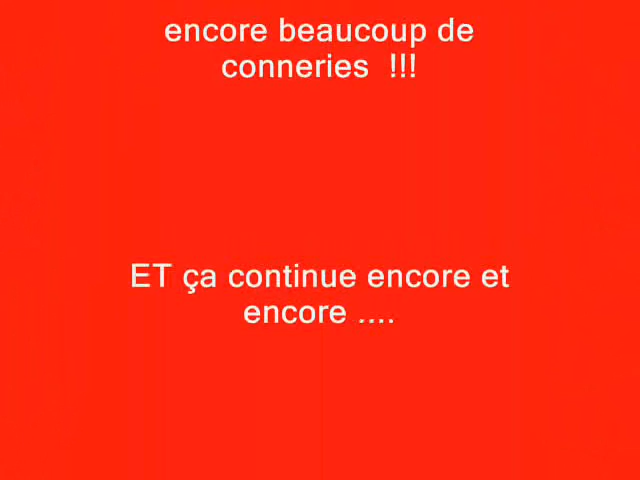 encore beaucoup de
conneries  !!!
ET ça continue encore et
encore ....